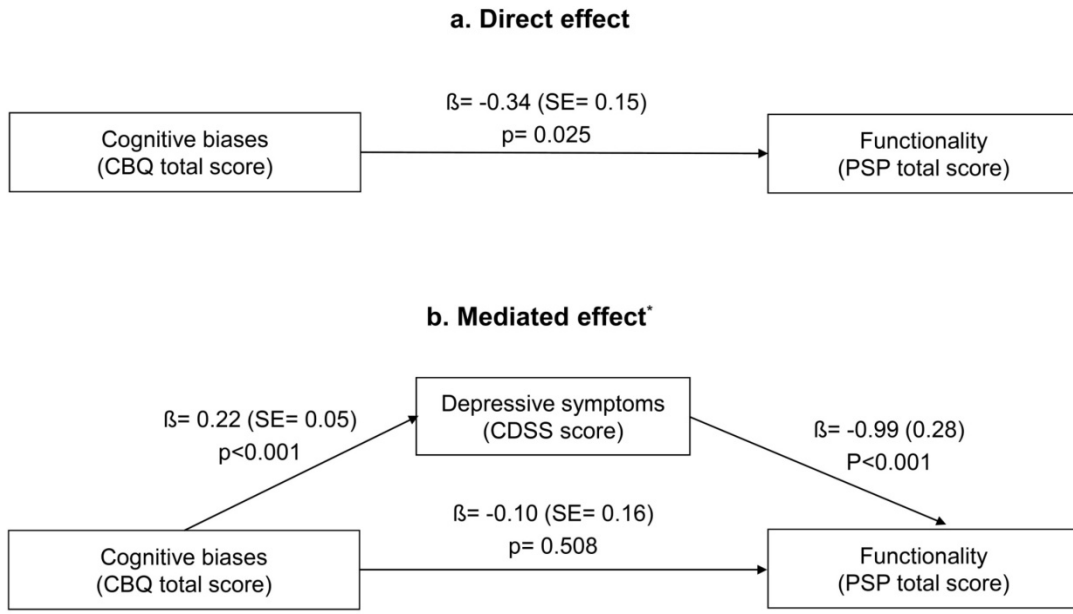 a. Direct effect
ß= -0.34 (SE= 0.15)
p= 0.025
Cognitive biases
(CBQ total score)
Functionality
(PSP total score)
b. Mediated effect*
Depressive symptoms
(CDSS score)
ß= 0.22 (SE= 0.05)
p<0.001
ß= -0.99 (0.28)
P<0.001
ß= -0.10 (SE= 0.16)
p= 0.508
Cognitive biases
(CBQ total score)
Functionality
(PSP total score)